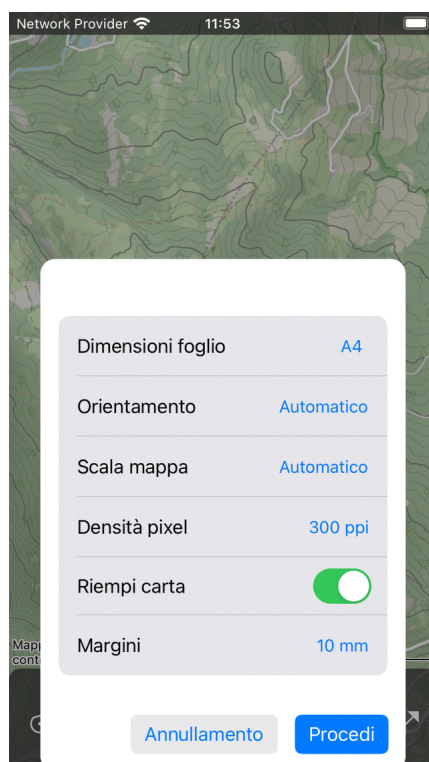 Network Provider 11:53
Dimensioni foglio A4
Orientamento Automatico
Scala mappa Automatico
Densità pixel 300 ppi
Riempi carta
Margini 10 mm
Annullamento Procedi